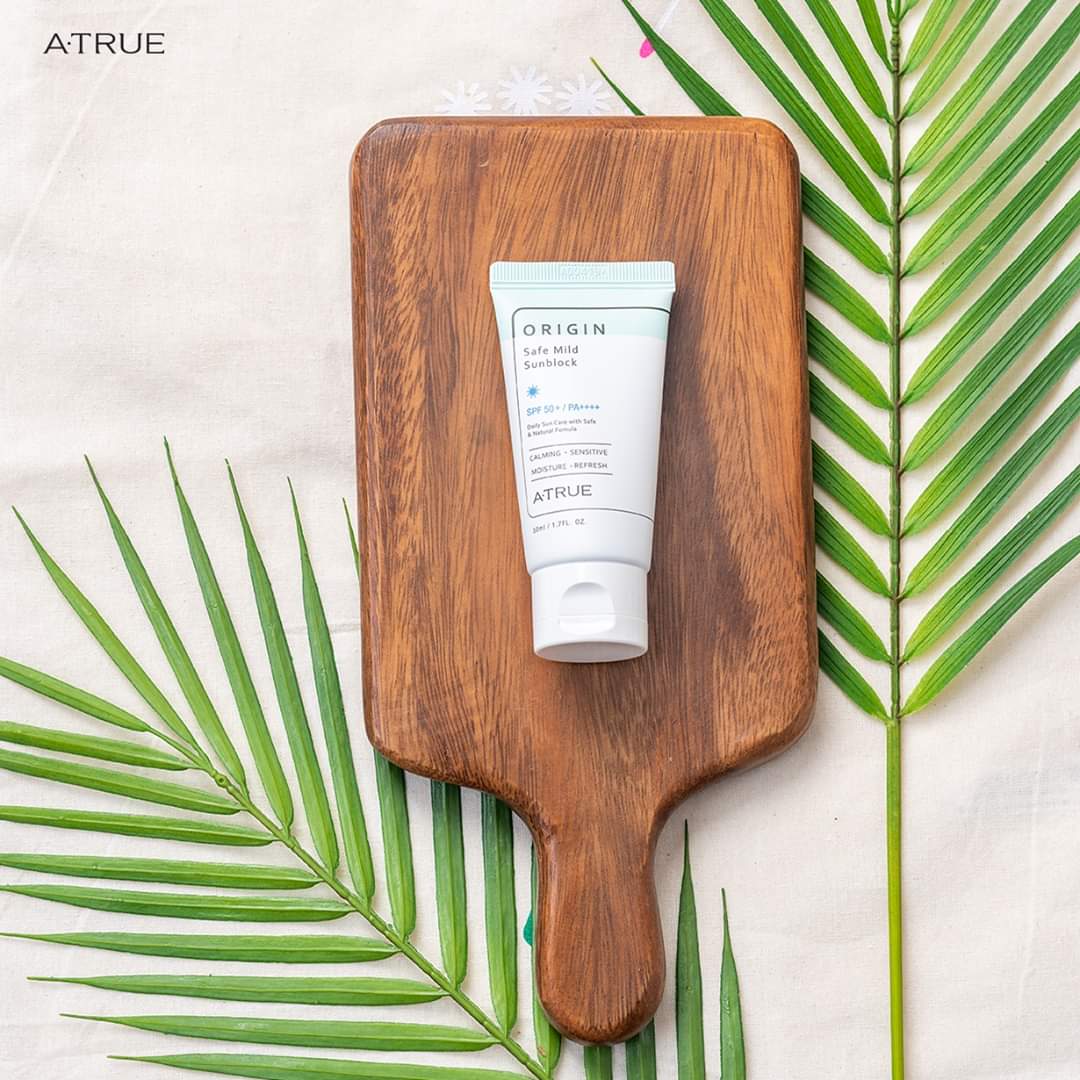 A·TRUE
ORIGIN
Safe Mild
Sunblock
SPF 50+ / PA++++
Daily Sun Care with Safe
& Natural Formula
CALMING · SENSITIVE
MOISTURE · REFRESH
A·TRUE
50ml / 1.7FL. OZ.